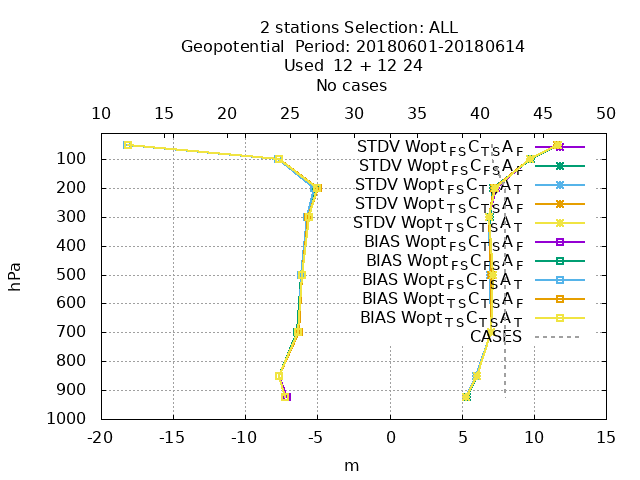 2 stations Selection: ALL
Geopotential  Period: 20180601-20180614
Used  12 + 12 24
No cases
10 15 20 25 30 35 40 45 50
STDV Wopt FS C TS A F
STDV Wopt FS C FS A F
STDV Wopt FS C TS A T
STDV Wopt TS C TS A F
STDV Wopt TS C TS A T
BIAS Wopt FS C TS A F
BIAS Wopt FS C FS A F
BIAS Wopt FS C TS A T
BIAS Wopt TS C TS A F
BIAS Wopt TS C TS A T
CASES
100
200
300
400
500
600
700
800
900
1000
hPa
-20 -15 -10 -5 0 5 10 15
m